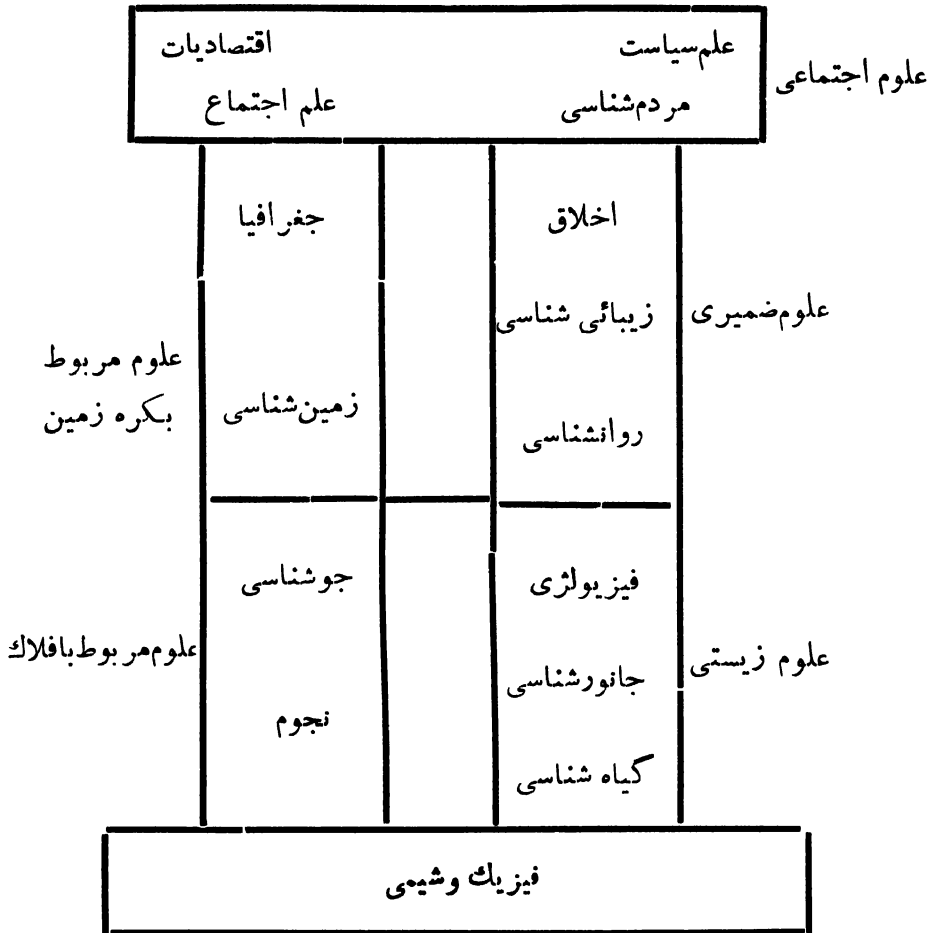 علم‌سیاست
اقتصادیات
علوم اجتماعی
مردم‌شناسی
علم اجتماع
اخلاق
جغرافیا
علوم‌ضمیری
زیبائی شناسی
علوم مربوط
بکره زمین
زمین‌شناسی
روانشناسی
فیزیولژی
جوشناسی
علوم زیستی
جانورشناسی
علوم‌مربوط‌بافلاك
نجوم
گیاه شناسی
فیزیك وشیمی